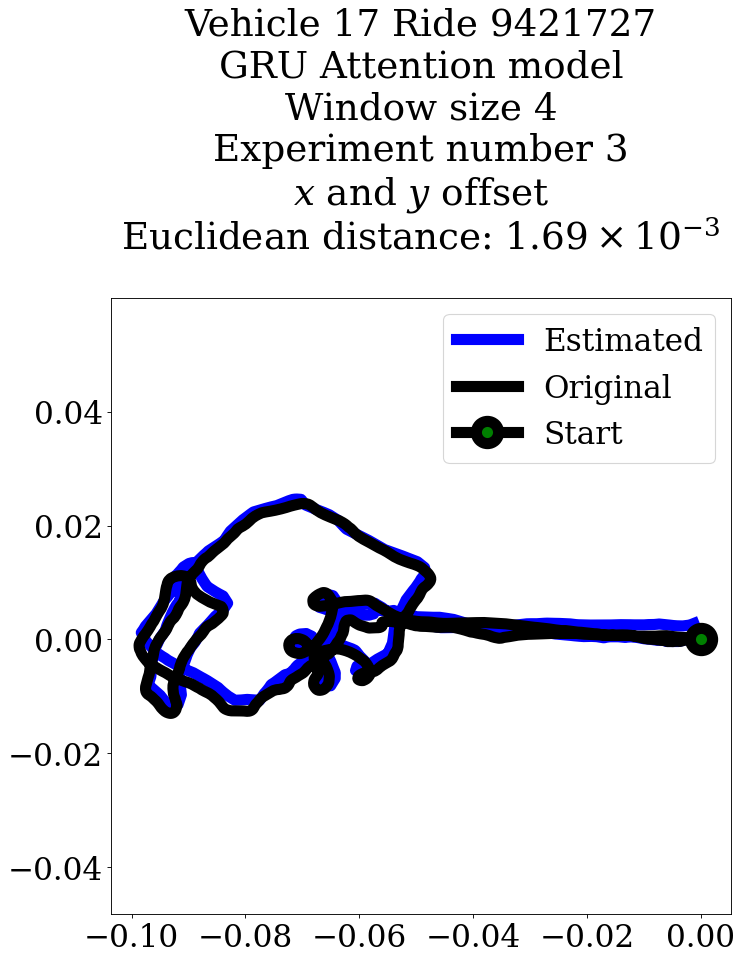 Vehicle 17 Ride 9421727
GRU Attention model
Window size 4
Experiment number 3
x and y offset
Euclidean distance: 1.69 × 10⁻³
Estimated
Original
Start
0.04
0.02
0.00
−0.02
−0.04
−0.10 −0.08 −0.06 −0.04 −0.02 0.00